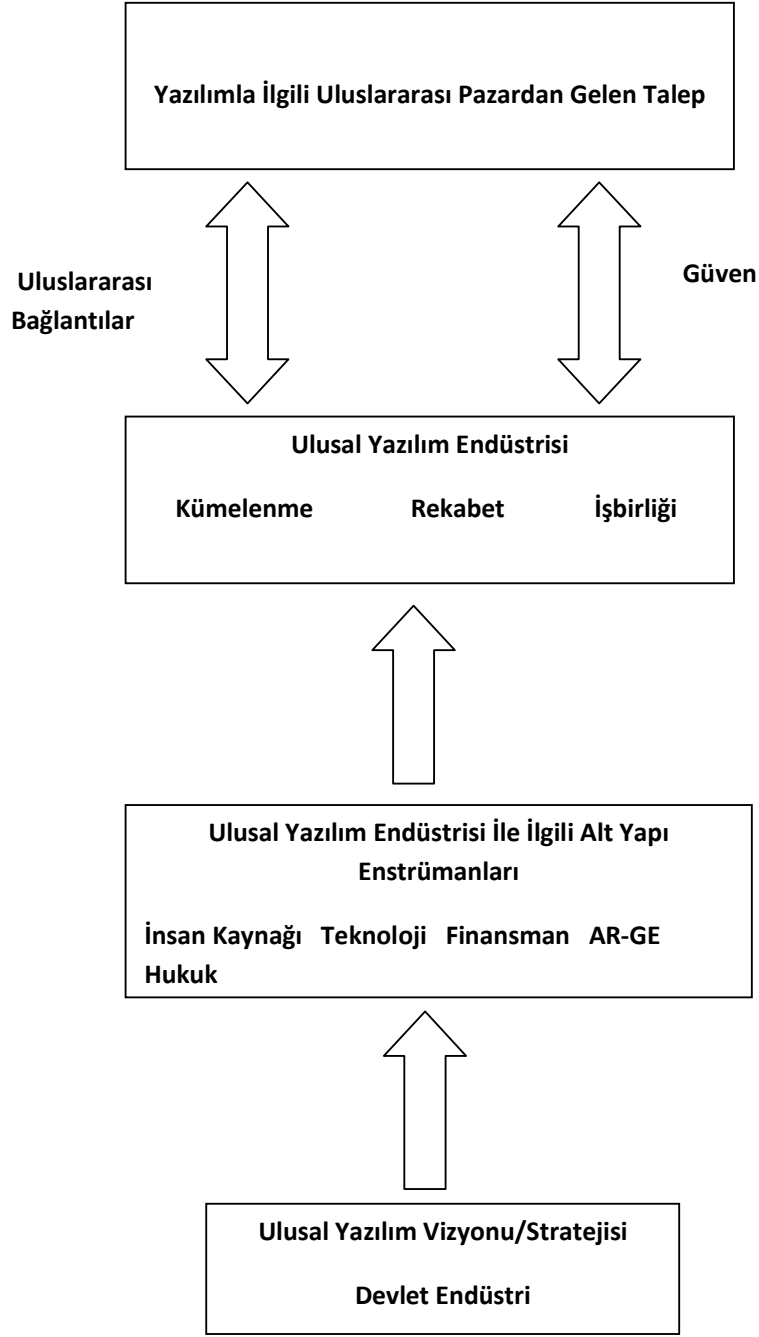 Yazılımla İlgili Uluslararası Pazardan Gelen Talep
Uluslararası
Bağlantılar
Güven
Ulusal Yazılım Endüstrisi
Kümelenme Rekabet İşbirliği
Ulusal Yazılım Endüstrisi İle İlgili Alt Yapı
Enstrümanları
İnsan Kaynağı Teknoloji Finansman AR-GE
Hukuk
Ulusal Yazılım Vizyonu/Stratejisi
Devlet Endüstri